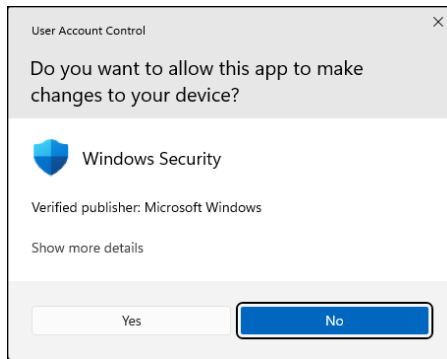 User Account Control
Do you want to allow this app to make
changes to your device?
Windows Security
Verified publisher: Microsoft Windows
Show more details
Yes
No